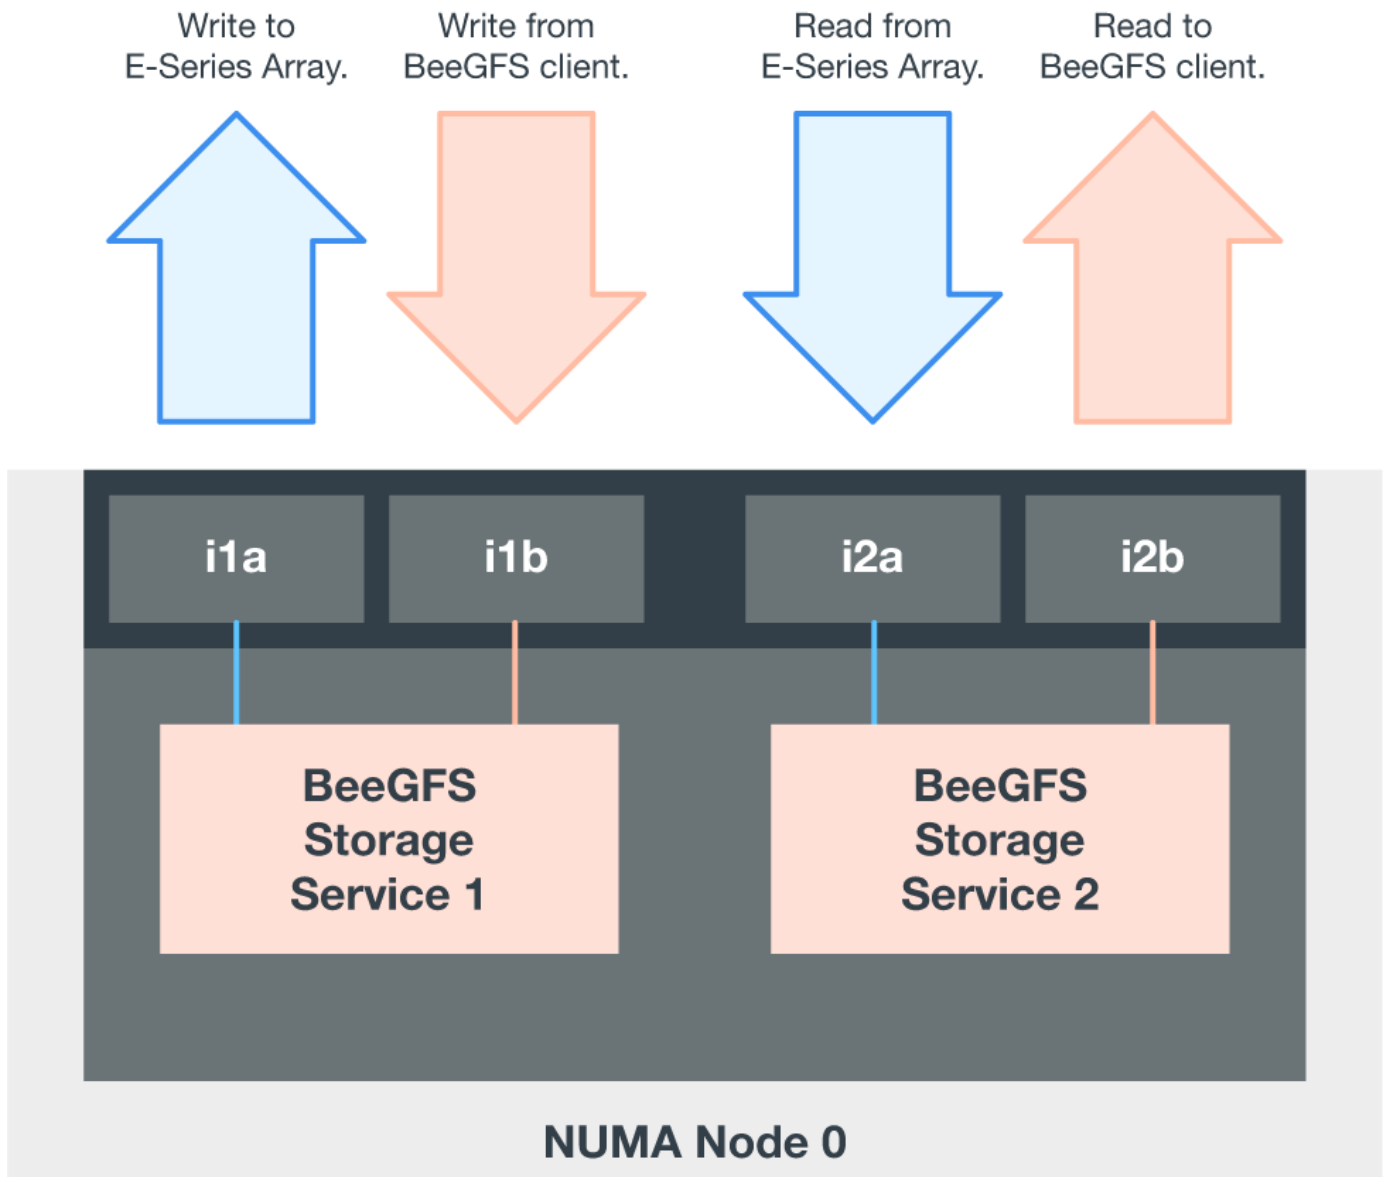 Write to
E-Series Array.
Write from
BeeGFS client.
Read from
E-Series Array.
Read to
BeeGFS client.
i1a
i1b
i2a
i2b
BeeGFS
Storage
Service 1
BeeGFS
Storage
Service 2
NUMA Node 0